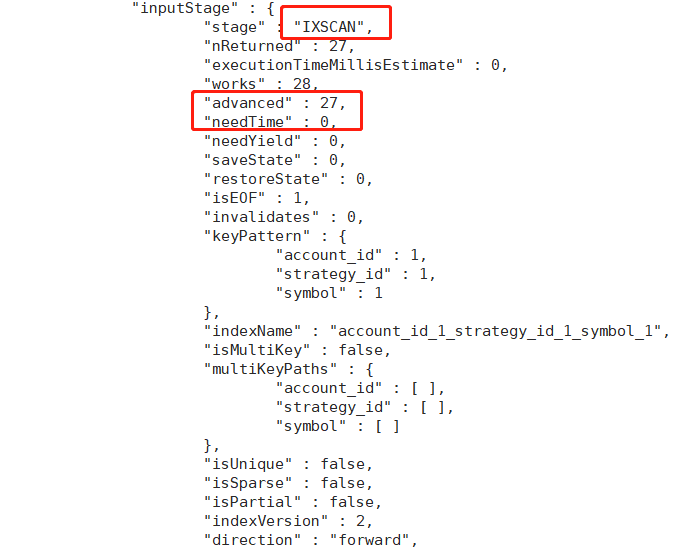 "inputStage" : {
"stage" : "IXSCAN",
"nReturned" : 27,
"executionTimeMillisEstimate" : 0,
"works" : 28,
"advanced" : 27,
"needTime" : 0,
"needYield" : 0,
"saveState" : 0,
"restoreState" : 0,
"isEOF" : 1,
"invalidates" : 0,
"keyPattern" : {
"account_id" : 1,
"strategy_id" : 1,
"symbol" : 1
},
"indexName" : "account_id_1_strategy_id_1_symbol_1",
"isMultiKey" : false,
"multiKeyPaths" : {
"account_id" : [ ],
"strategy_id" : [ ],
"symbol" : [ ]
},
"isUnique" : false,
"isSparse" : false,
"isPartial" : false,
"indexVersion" : 2,
"direction" : "forward",